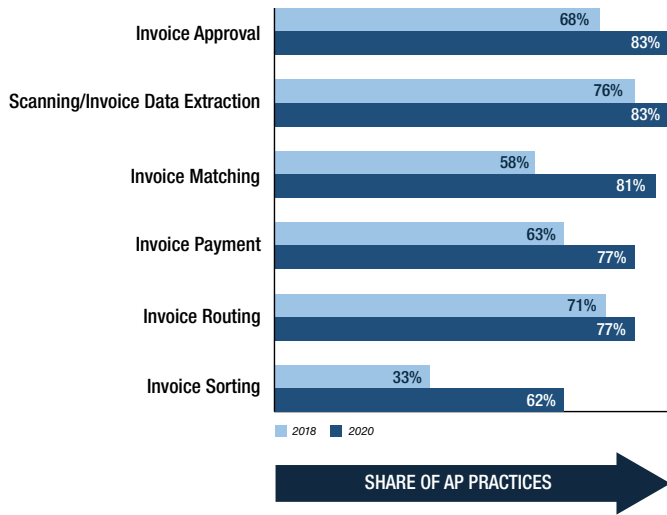 68%
Invoice Approval
83%
76%
Scanning/Invoice Data Extraction
83%
58%
Invoice Matching
81%
63%
Invoice Payment
77%
71%
Invoice Routing
77%
33%
Invoice Sorting
62%
2018 2020
SHARE OF AP PRACTICES